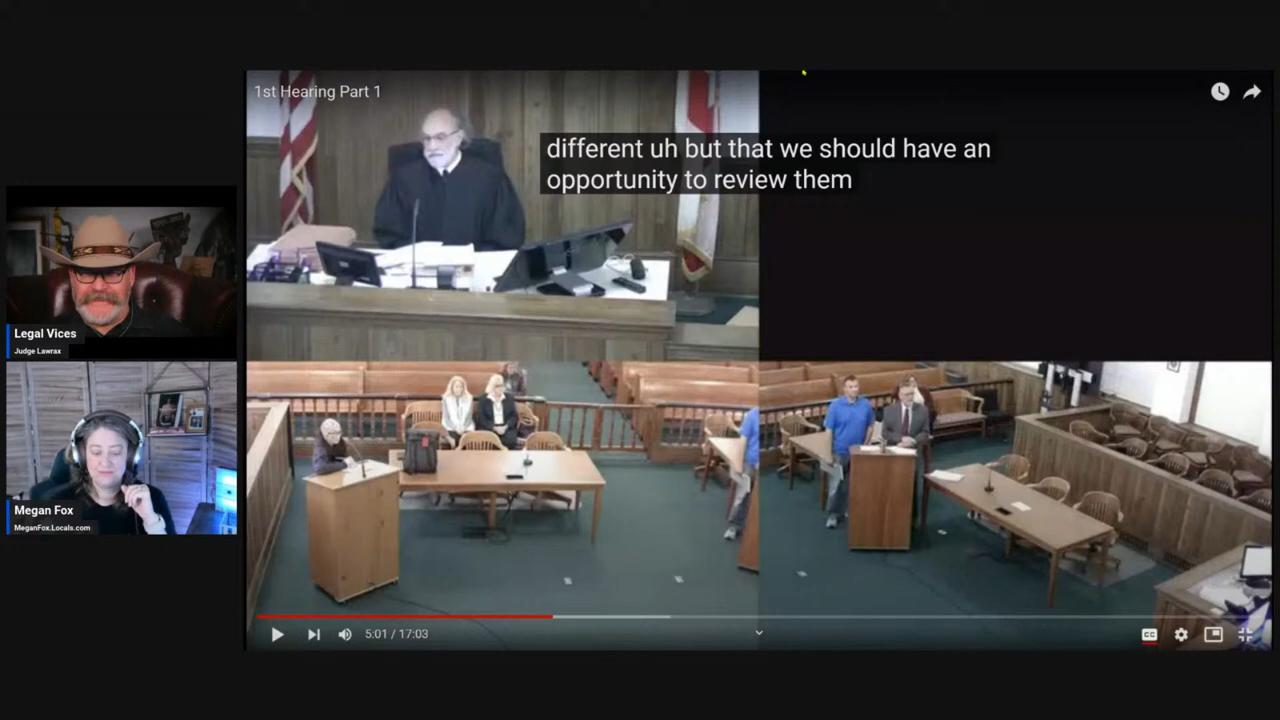 1st Hearing Part 1
different uh but that we should have an
opportunity to review them
Legal Vices
Judge Lawrax
Megan Fox
MeganFox.Locals.com
5:01 / 17:03
CC